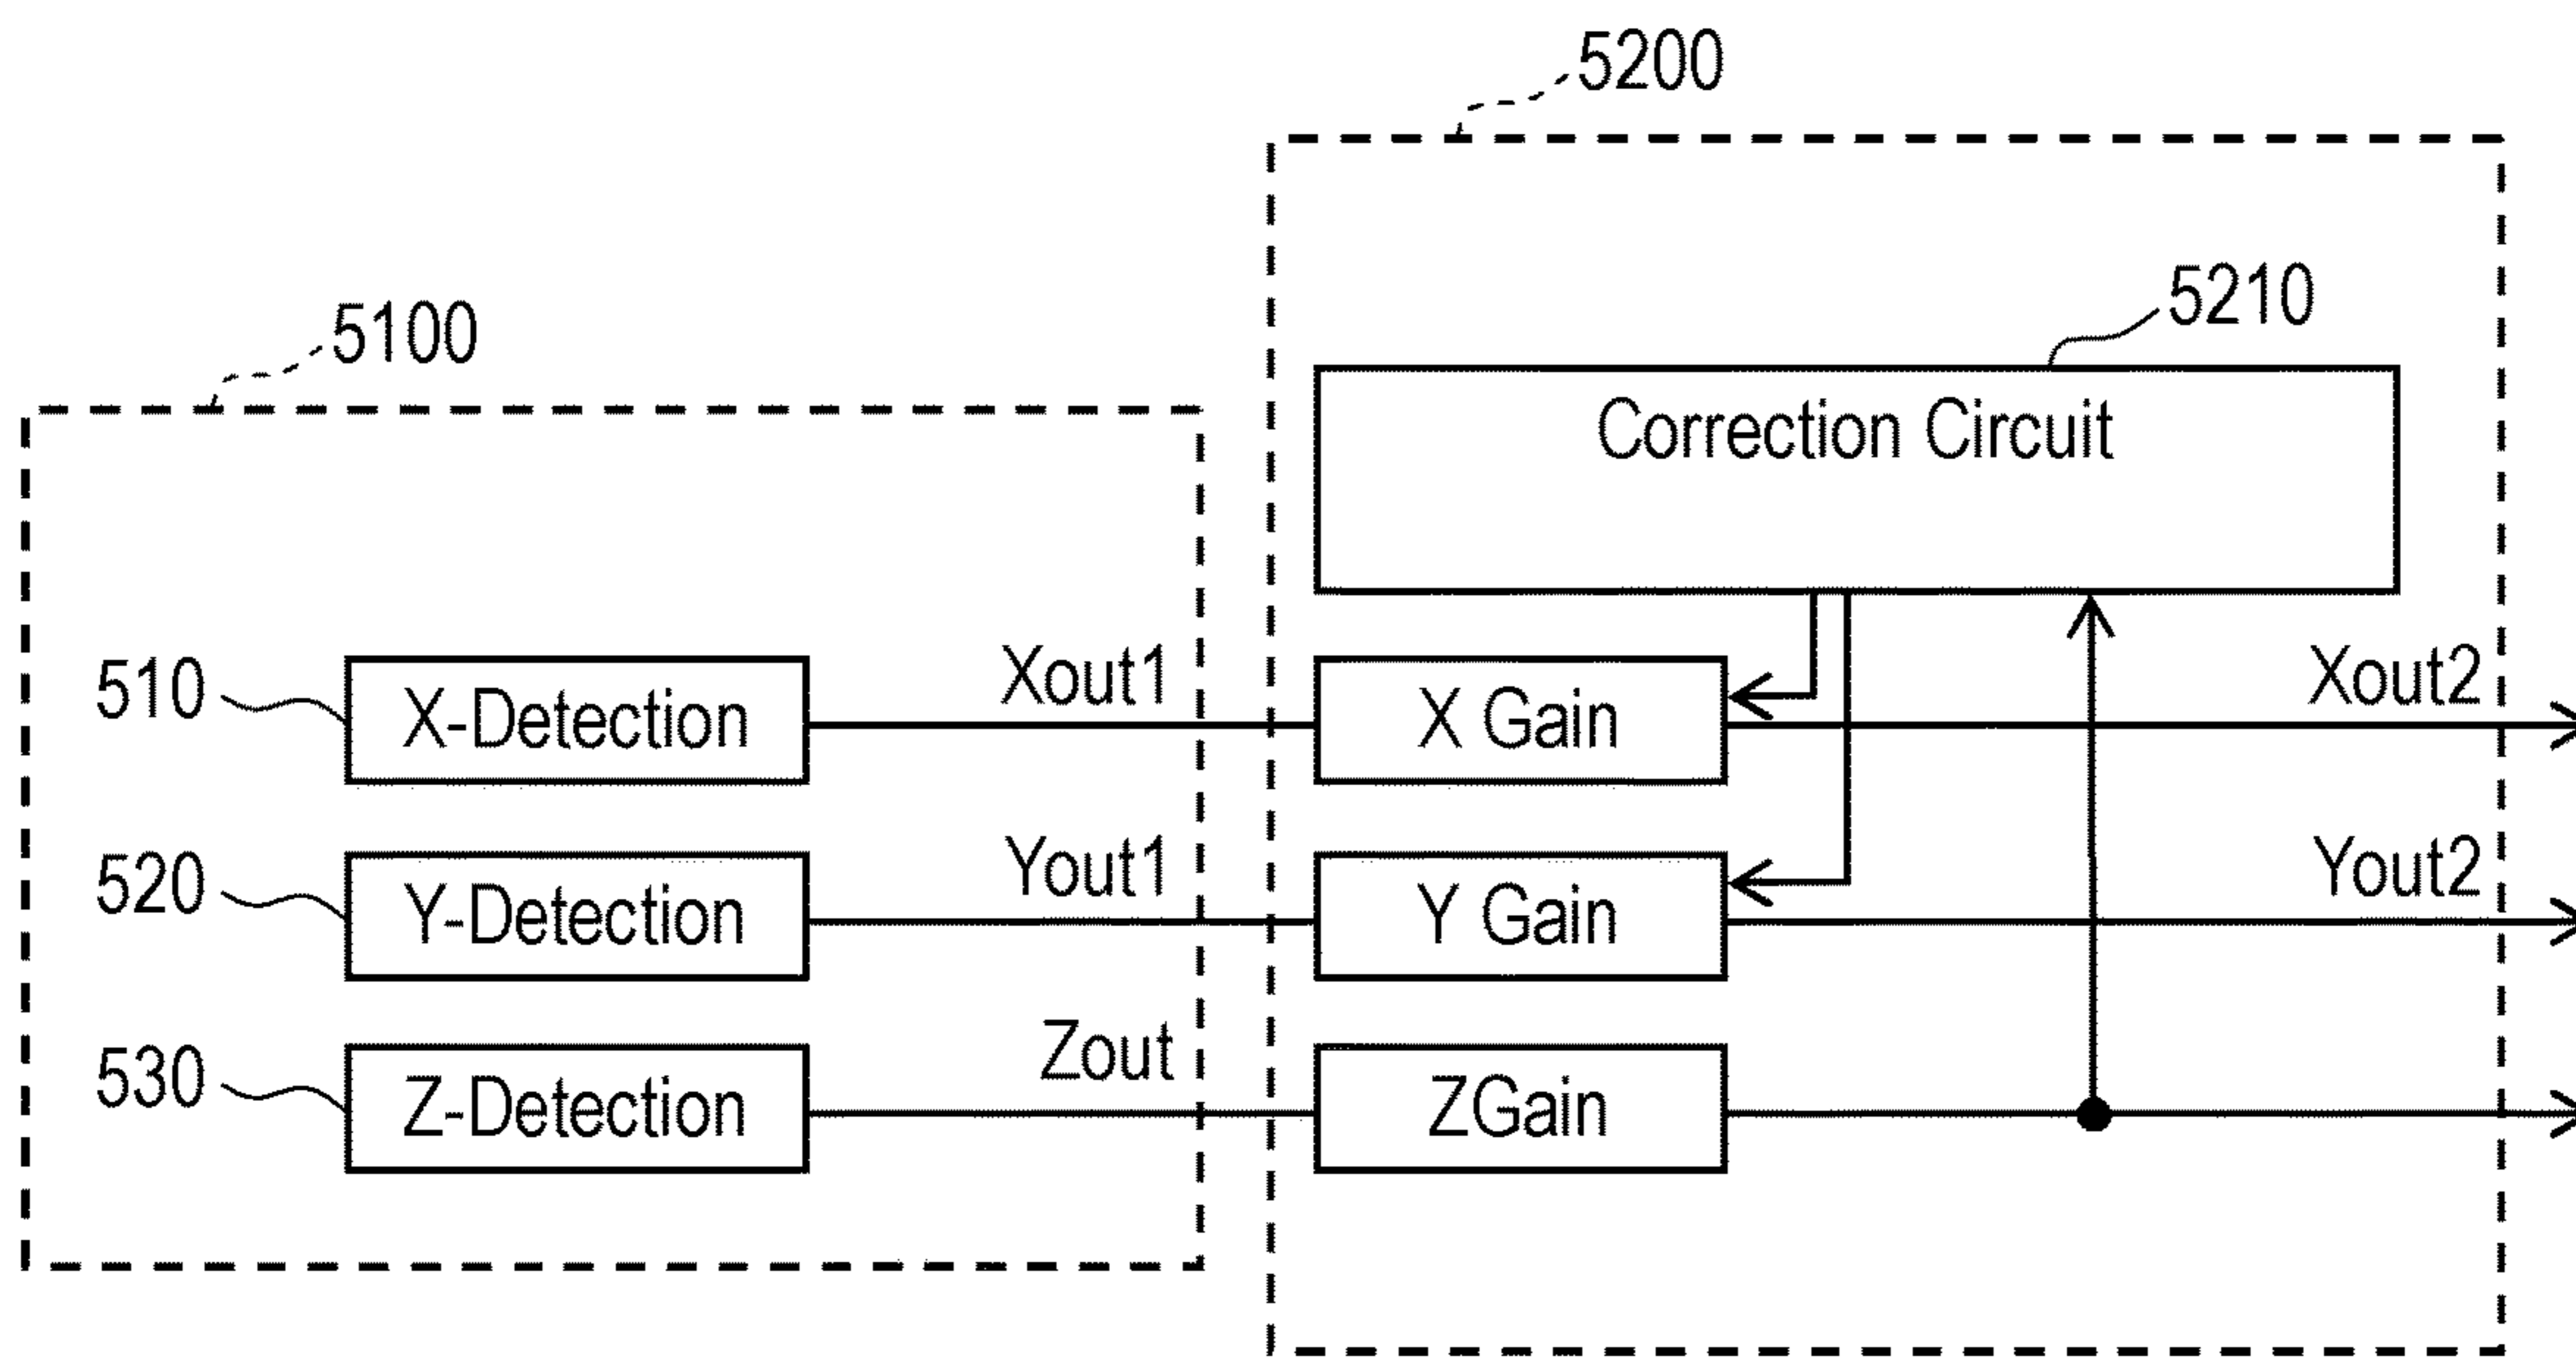 5200
5100
5210
Correction Circuit
510
X-Detection
Xout1
X Gain
Xout2
520
Y-Detection
Yout1
Y Gain
Yout2
530
Z-Detection
Zout
ZGain